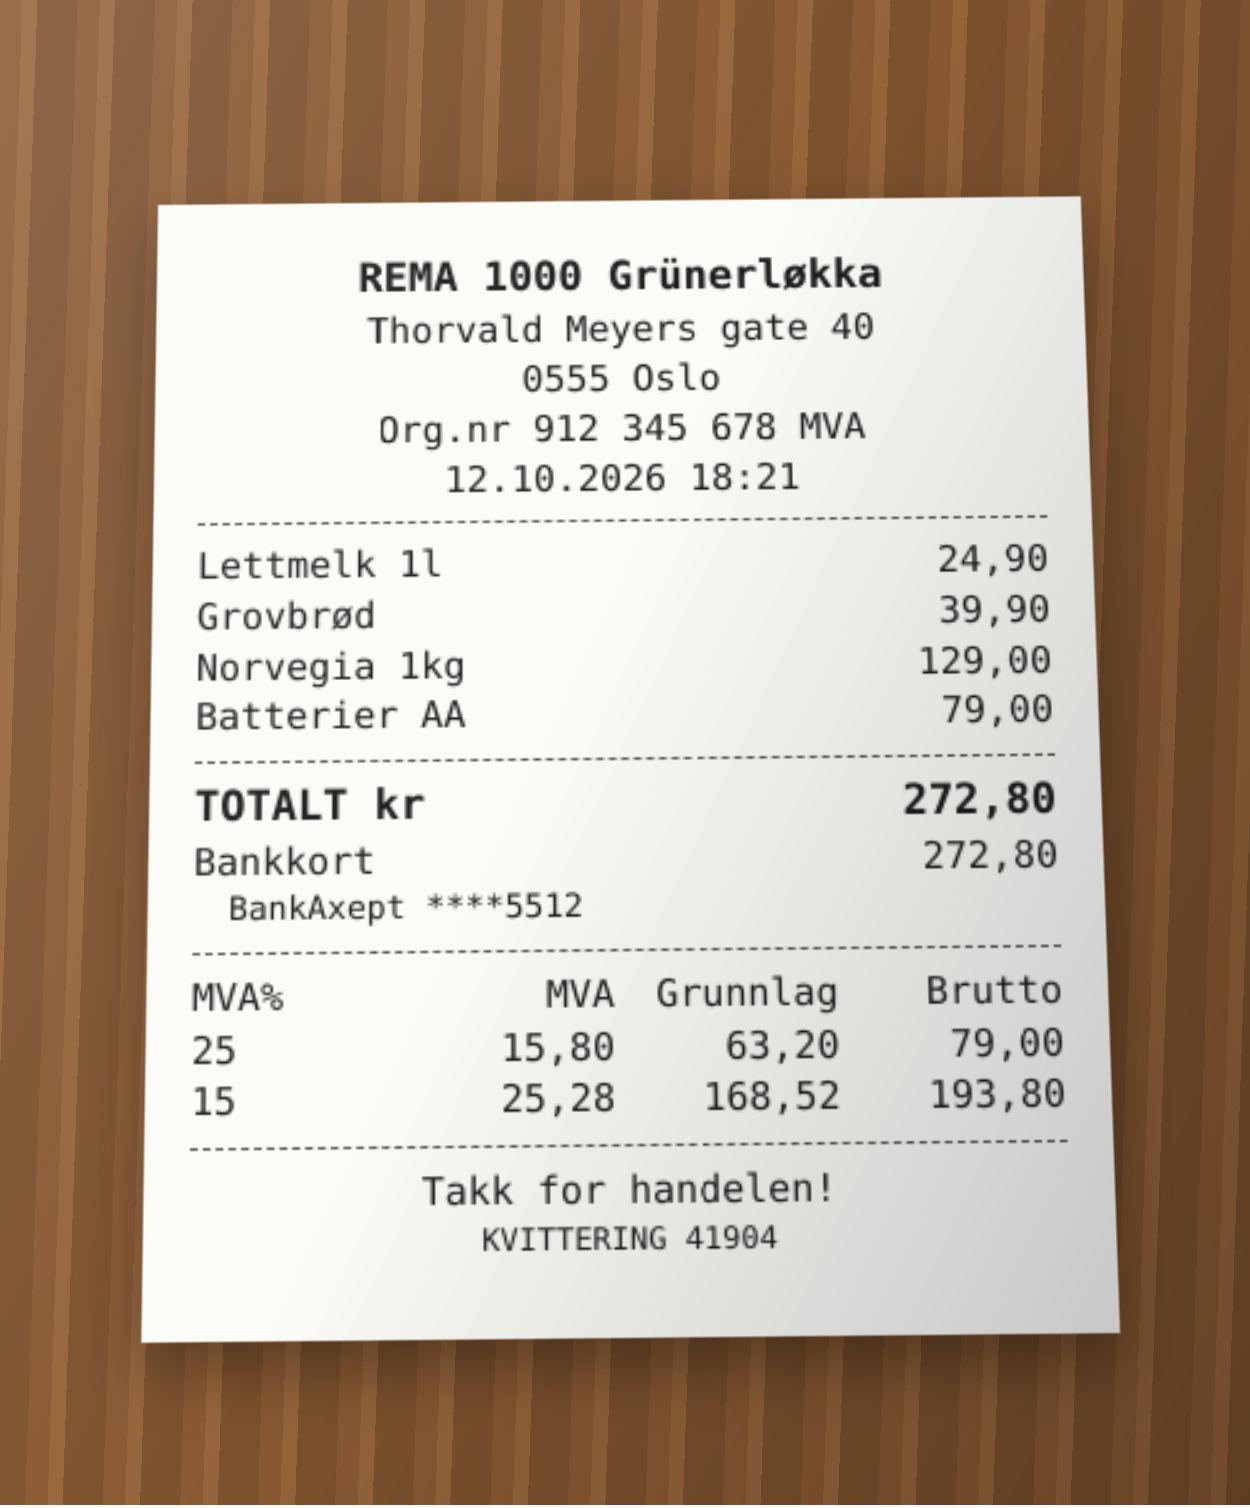 REMA 1000 Grünerløkka
Thorvald Meyers gate 40
0555 Oslo
Org.nr 912 345 678 MVA
12.10.2026 18:21
Lettmelk 1l 24,90
Grovbrød 39,90
Norvegia 1kg 129,00
Batterier AA 79,00
TOTALT kr 272,80
Bankkort 272,80
BankAxept ****5512
MVA% MVA Grunnlag Brutto
25 15,80 63,20 79,00
15 25,28 168,52 193,80
Takk for handelen!
KVITTERING 41904